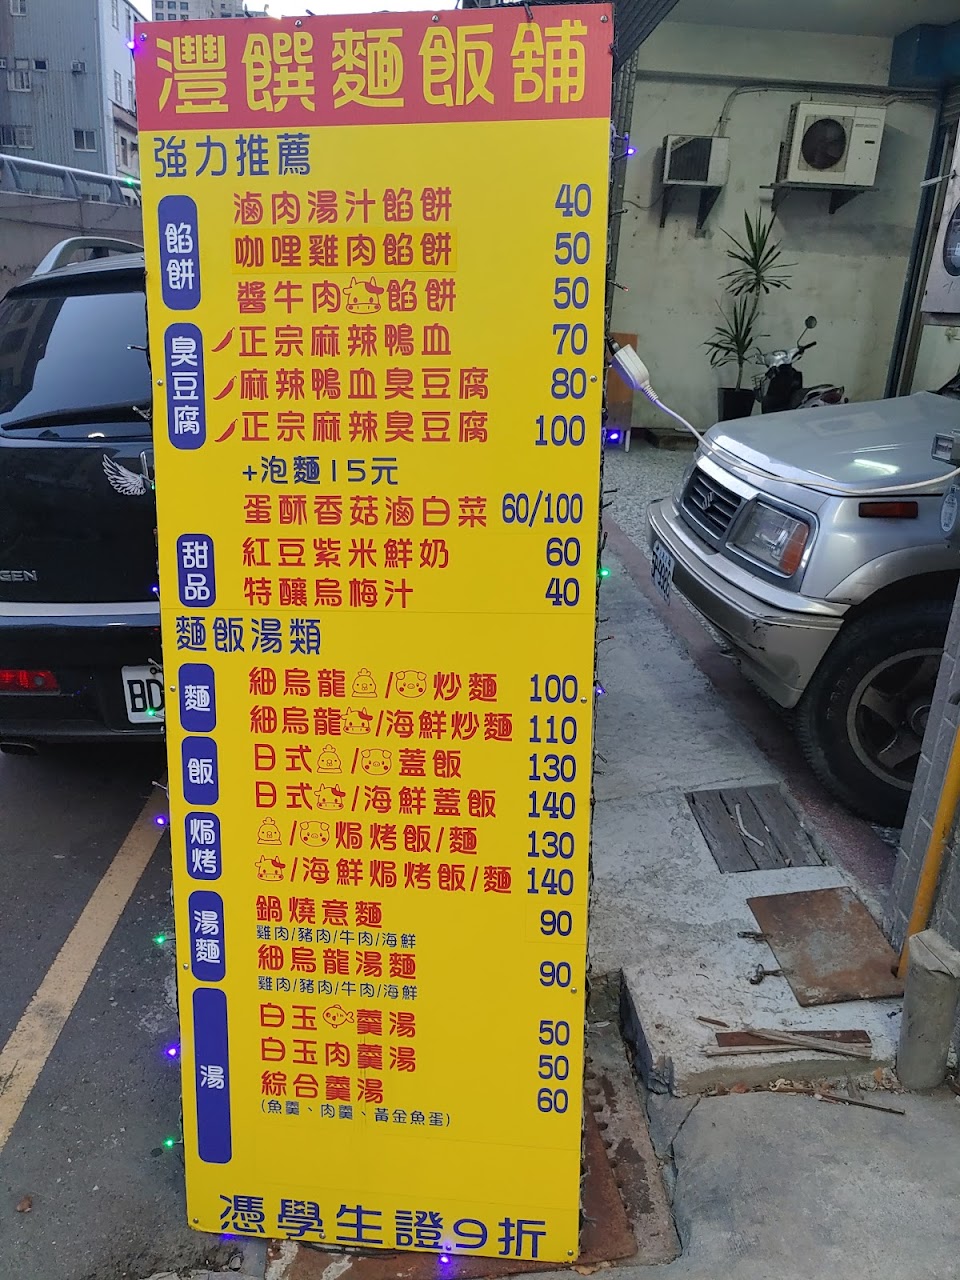 灃饌麵飯舖
強力推薦
餡餅
滷肉湯汁餡餅 40
咖哩雞肉餡餅 50
醬牛肉餡餅 50
臭豆腐
正宗麻辣鴨血 70
麻辣鴨血臭豆腐 80
正宗麻辣臭豆腐 100
+泡麵15元
蛋酥香菇滷白菜 60/100
甜品
紅豆紫米鮮奶 60
特釀烏梅汁 40
麵飯湯類
麵
細烏龍/炒麵 100
細烏龍/海鮮炒麵 110
飯
日式/蓋飯 130
日式/海鮮蓋飯 140
焗烤
/焗烤飯/麵 130
/海鮮焗烤飯/麵 140
湯麵
鍋燒意麵 90
雞肉/豬肉/牛肉/海鮮
細烏龍湯麵 90
雞肉/豬肉/牛肉/海鮮
湯
白玉羹湯 50
白玉肉羹湯 50
綜合羹湯 60
(魚羹、肉羹、黃金魚蛋)
憑學生證9折
GEN
BD